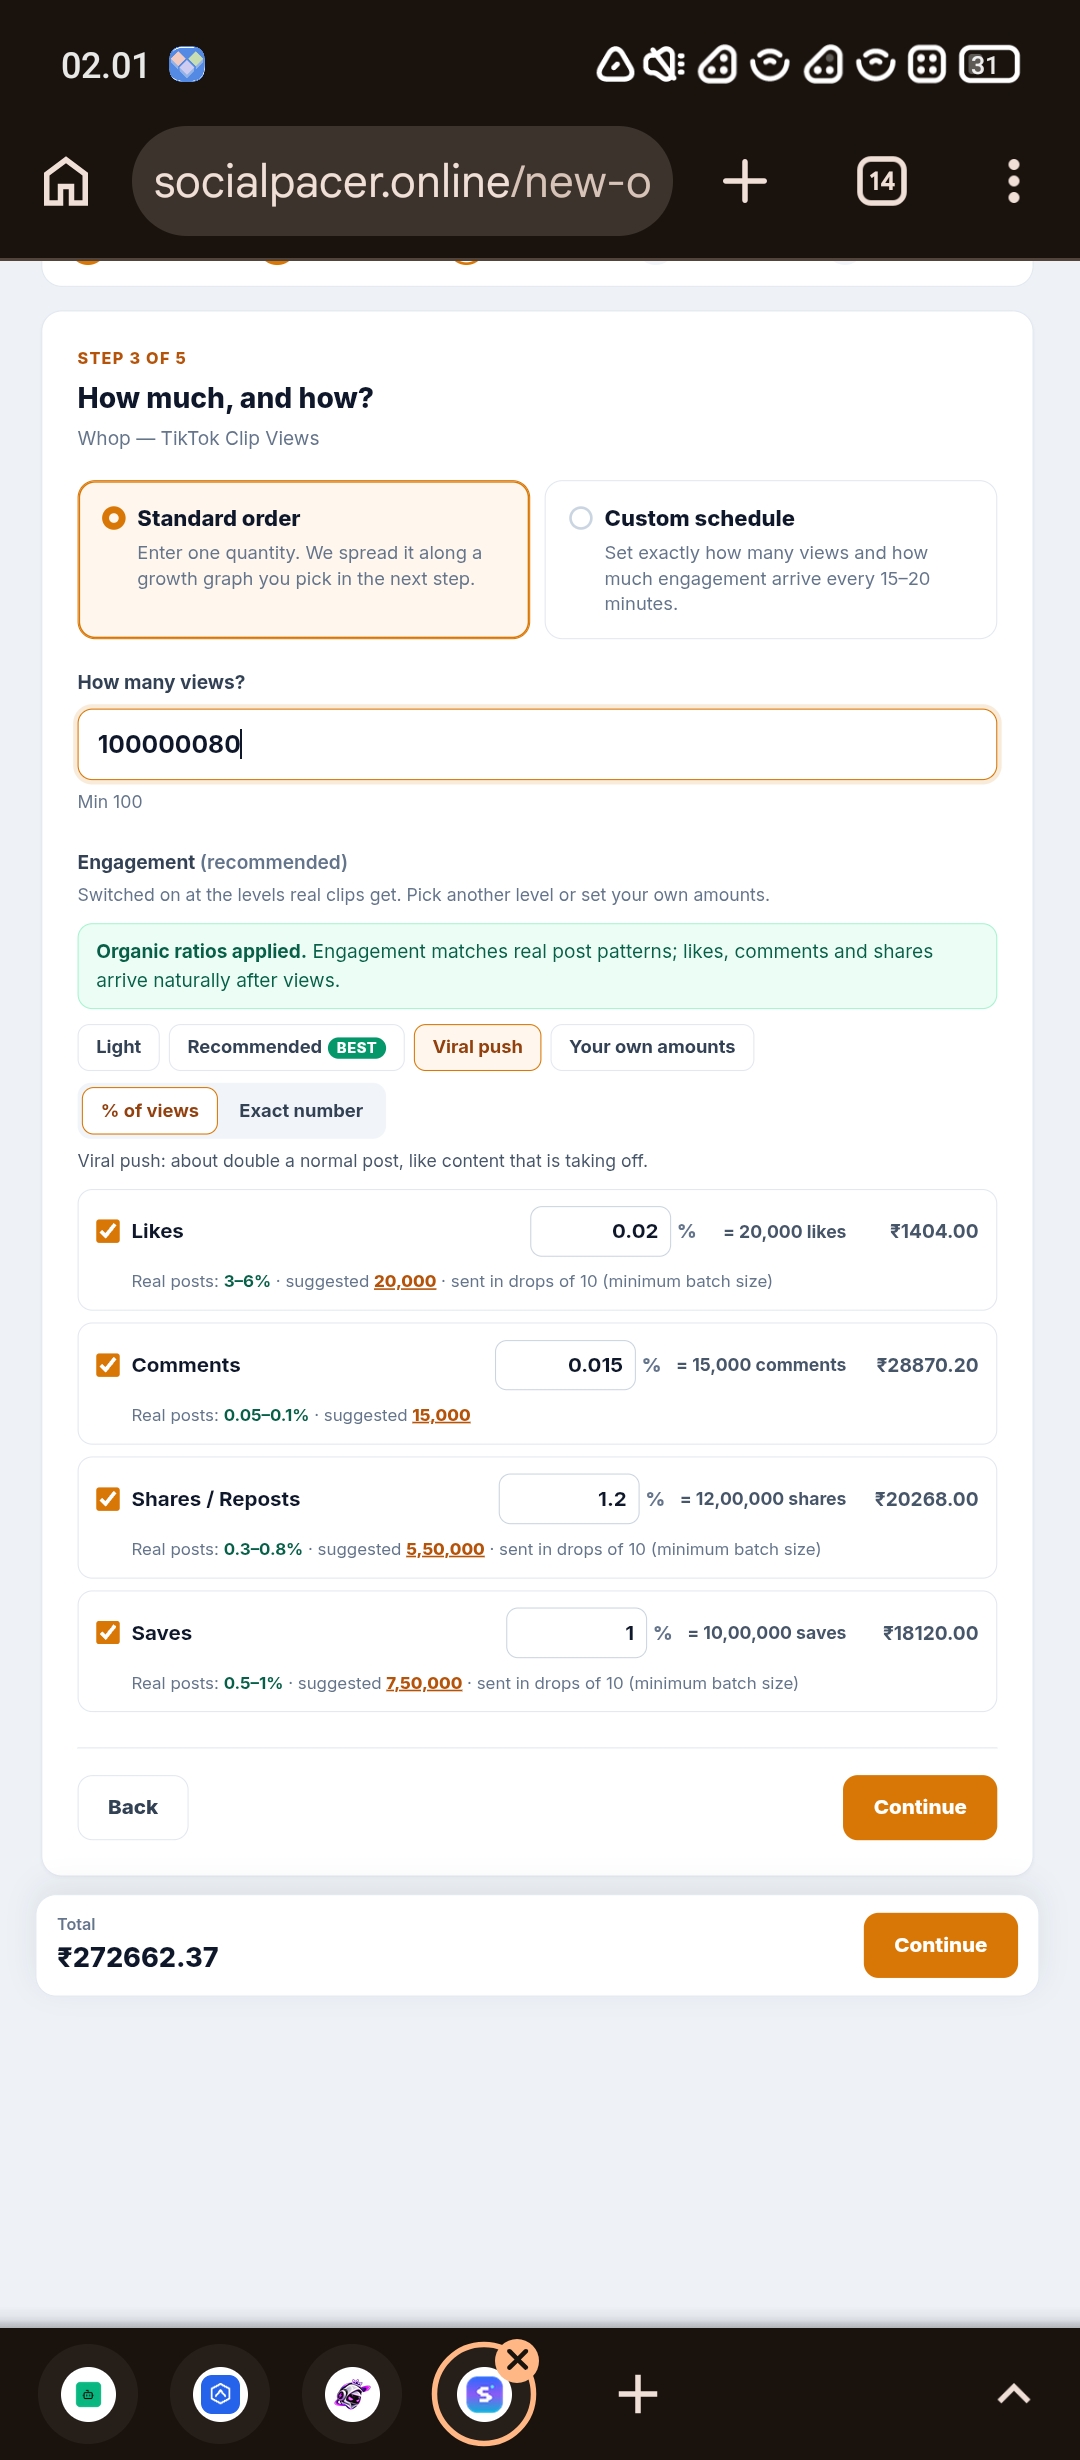 02.01
31
socialpacer.online/new-o
14
STEP 3 OF 5
How much, and how?
Whop — TikTok Clip Views
Standard order
Enter one quantity. We spread it along a
growth graph you pick in the next step.
Custom schedule
Set exactly how many views and how
much engagement arrive every 15–20
minutes.
How many views?
100000080
Min 100
Engagement (recommended)
Switched on at the levels real clips get. Pick another level or set your own amounts.
Organic ratios applied. Engagement matches real post patterns; likes, comments and shares
arrive naturally after views.
Light
Recommended BEST
Viral push
Your own amounts
% of views
Exact number
Viral push: about double a normal post, like content that is taking off.
Likes 0.02 % = 20,000 likes ₹1404.00
Real posts: 3–6% · suggested 20,000 · sent in drops of 10 (minimum batch size)
Comments 0.015 % = 15,000 comments ₹28870.20
Real posts: 0.05–0.1% · suggested 15,000
Shares / Reposts 1.2 % = 12,00,000 shares ₹20268.00
Real posts: 0.3–0.8% · suggested 5,50,000 · sent in drops of 10 (minimum batch size)
Saves 1 % = 10,00,000 saves ₹18120.00
Real posts: 0.5–1% · suggested 7,50,000 · sent in drops of 10 (minimum batch size)
Back
Continue
Total
₹272662.37
Continue